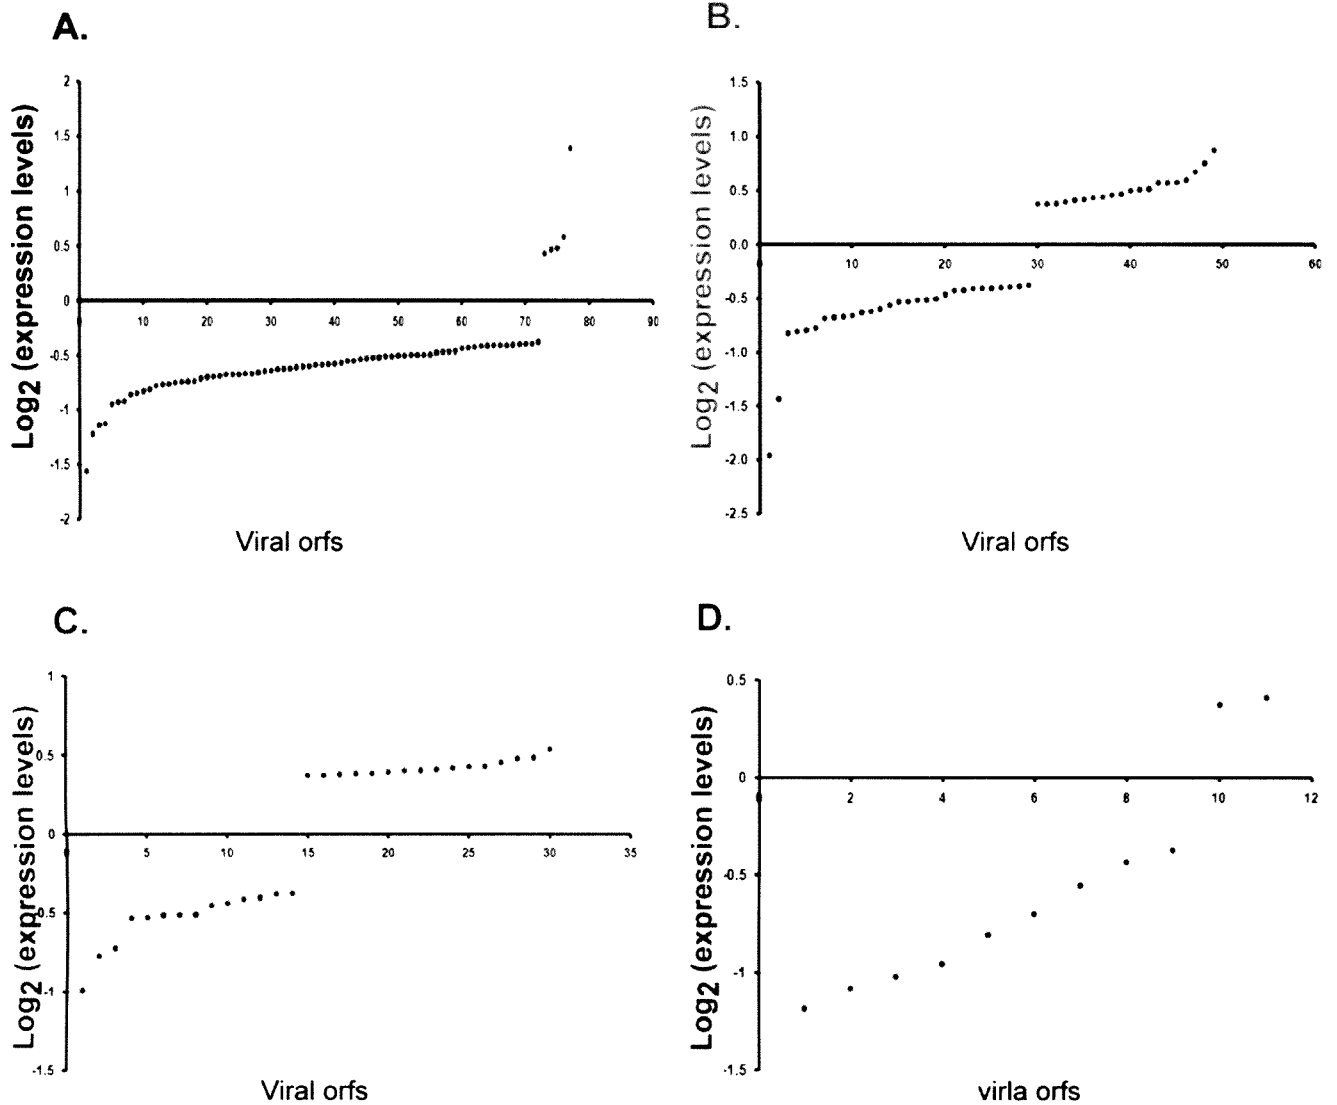 A.
Log2 (expression levels)
2
1.5
1
0.5
0
-0.5
-1
-1.5
-2
0 10 20 30 40 50 60 70 80 90
Viral orfs
B.
Log2 (expression levels)
1.5
1.0
0.5
0.0
-0.5
-1.0
-1.5
-2.0
-2.5
0 10 20 30 40 50 60
Viral orfs
C.
Log2 (expression levels)
1
0.5
0
-0.5
-1
-1.5
0 5 10 15 20 25 30 35
Viral orfs
D.
Log2 (expression levels)
0.5
0
-0.5
-1
-1.5
0 2 4 6 8 10 12
virla orfs